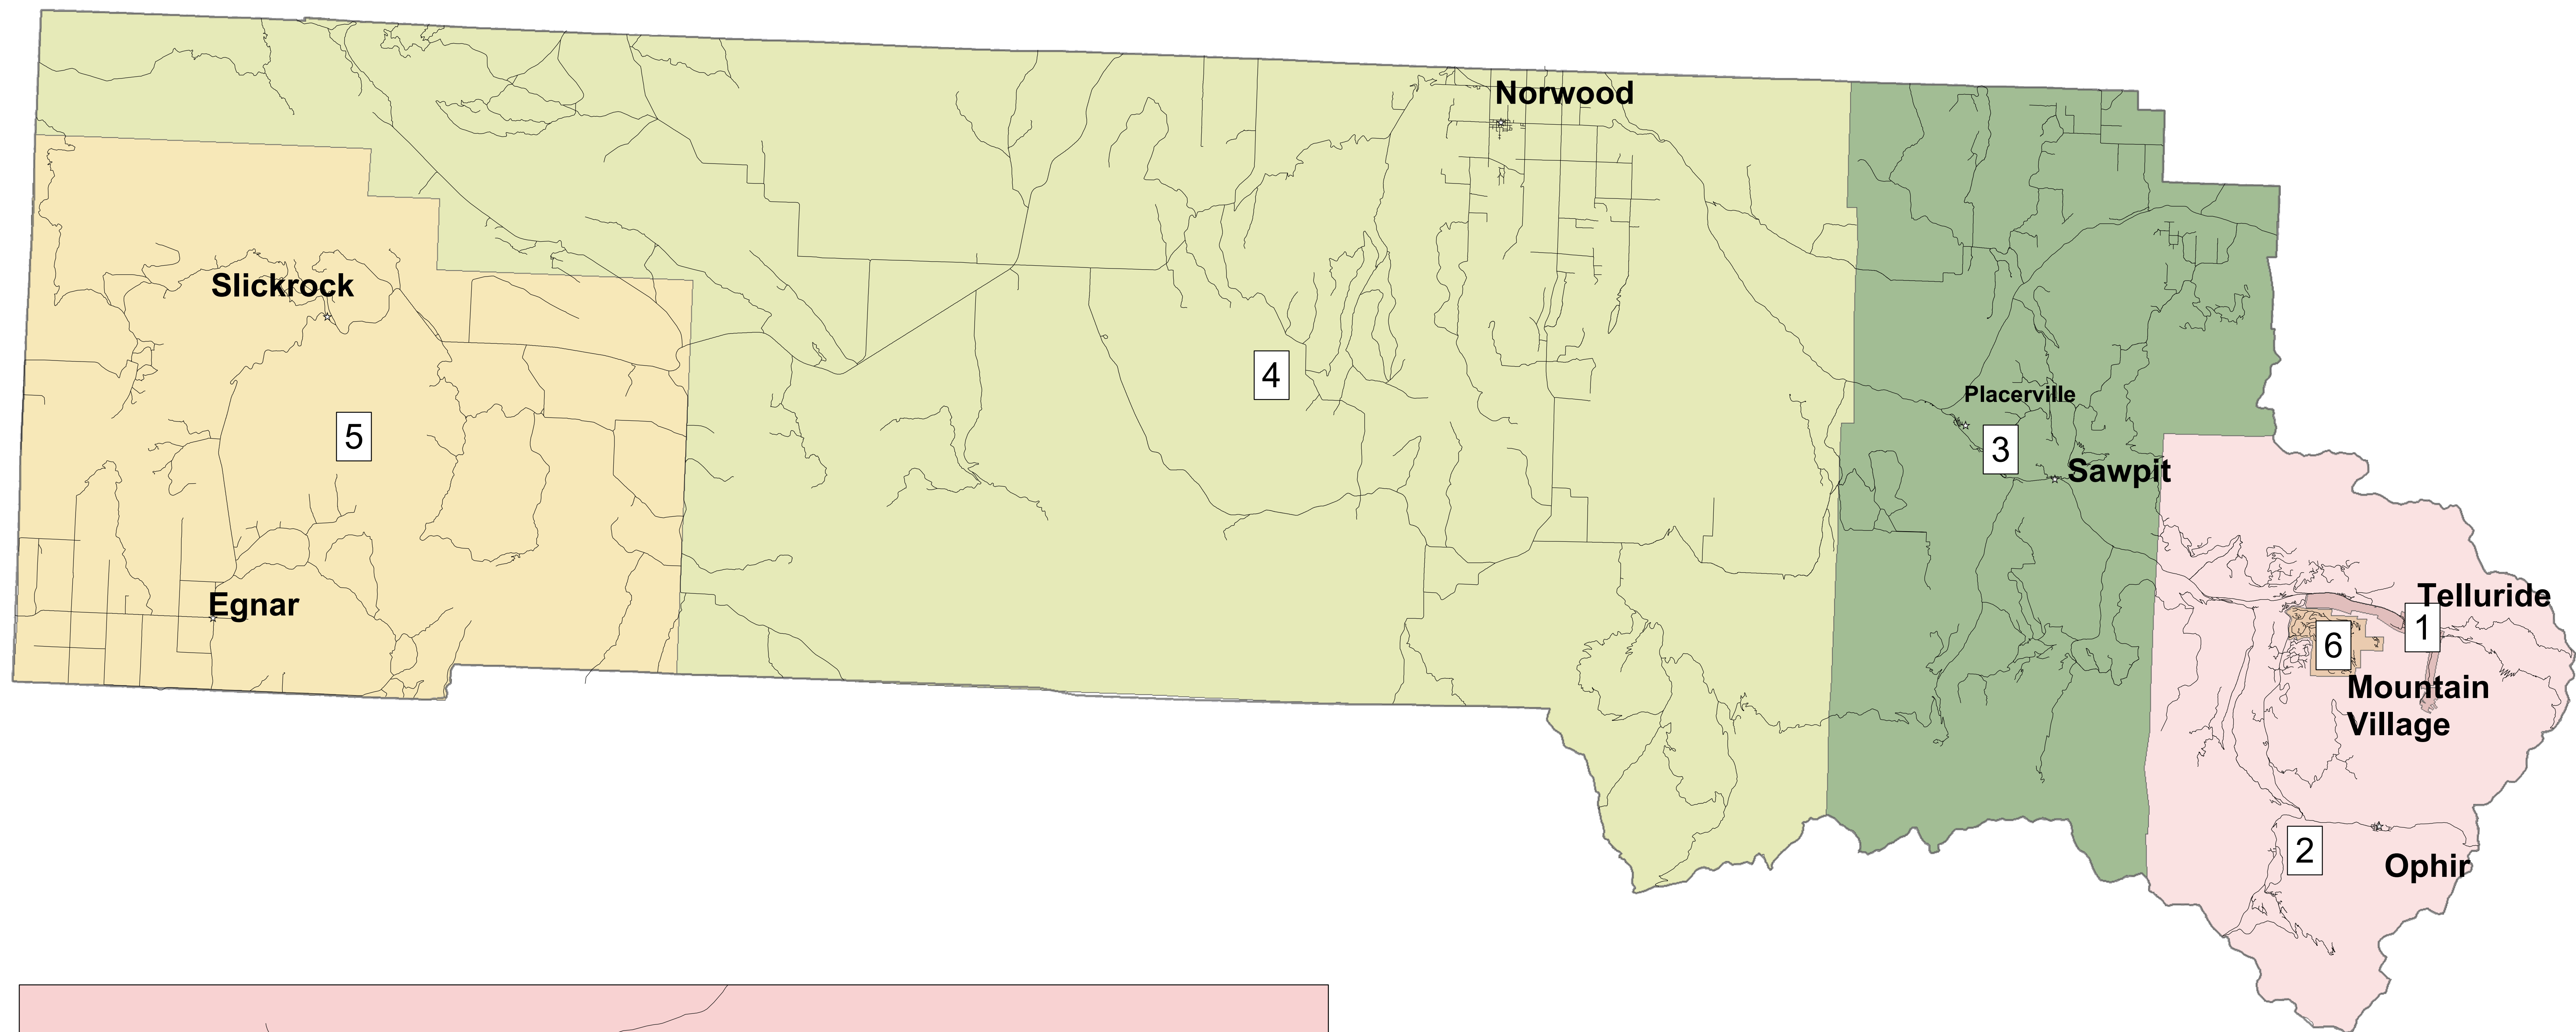 Norwood
Slickrock
4
Placerville
5
3
Sawpit
Egnar
Telluride
1
6
Mountain
Village
2
Ophir